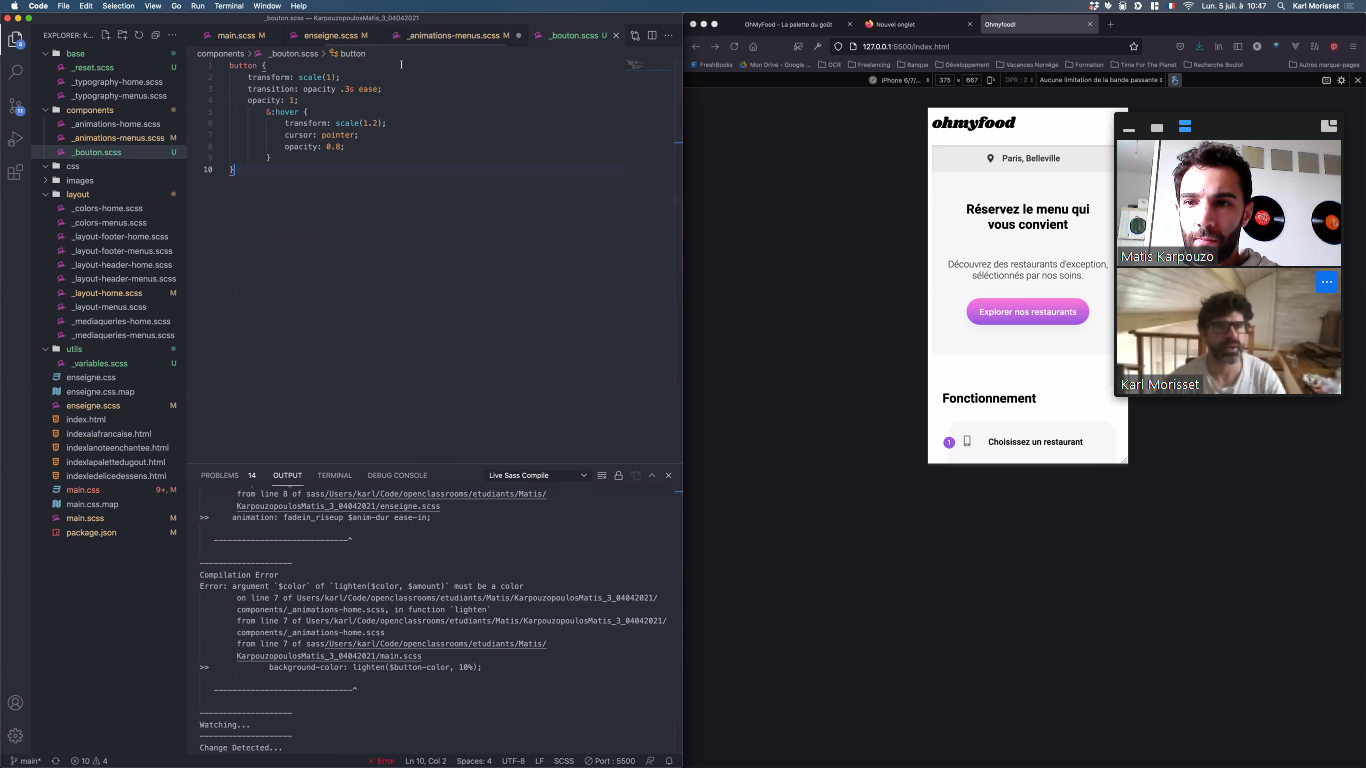 Code File Edit Selection View Go Run Terminal Window Help
Lun. 5 juil. à 10:47 Karl Morisset
_bouton.scss — KarpouzopoulosMatis_3_04042021
EXPLORER: K...
base
_reset.scss U
_typography-home.scss
_typography-menus.scss
components
_animations-home.scss
_animations-menus.scss M
_bouton.scss U
css
images
layout
_colors-home.scss
_colors-menus.scss
_layout-footer-home.scss
_layout-footer-menus.scss
_layout-header-home.scss
_layout-header-menus.scss
_layout-home.scss M
_layout-menus.scss
_mediaqueries-home.scss
_mediaqueries-menus.scss
utils
_variables.scss U
enseigne.css
enseigne.css.map
enseigne.scss M
index.html
indexalafrancaise.html
indexlanoteenchantee.html
indexlapalettedugout.html
indexledelicedessens.html
main.css 9+, M
main.css.map
main.scss M
package.json
4
11
main.scss M
enseigne.scss M
_animations-menus.scss M
_bouton.scss U
components > _bouton.scss > button
1 button {
2 transform: scale(1);
3 transition: opacity .3s ease;
4 opacity: 1;
5 &:hover {
6 transform: scale(1.2);
7 cursor: pointer;
8 opacity: 0.8;
9 }
10 }
PROBLEMS 14 OUTPUT TERMINAL DEBUG CONSOLE Live Sass Compile
from line 8 of sass/Users/karl/Code/openclassrooms/etudiants/Matis/
KarpouzopoulosMatis_3_04042021/enseigne.scss
>> animation: fadein_riseup $anim-dur ease-in;
-----------------------------^
--------------------
Compilation Error
Error: argument `$color` of `lighten($color, $amount)` must be a color
on line 7 of Users/karl/Code/openclassrooms/etudiants/Matis/KarpouzopoulosMatis_3_04042021/
components/_animations-home.scss, in function `lighten`
from line 7 of Users/karl/Code/openclassrooms/etudiants/Matis/KarpouzopoulosMatis_3_04042021/
components/_animations-home.scss
from line 7 of sass/Users/karl/Code/openclassrooms/etudiants/Matis/
KarpouzopoulosMatis_3_04042021/main.scss
>> background-color: lighten($button-color, 10%);
------------------------------^
--------------------
Watching...
--------------------
Change Detected...
main* 10 4
Error Ln 10, Col 2 Spaces: 4 UTF-8 LF SCSS Port : 5500
OhMyFood - La palette du goût
Nouvel onglet
Ohmyfood!
127.0.0.1:5500/index.html
FreshBooks Mon Drive - Google ... OCR Freelancing Banque Développement Vacances Norvège Formation Time For The Planet Housing Autres marque-pages
iPhone 6/7/... 375 × 667 DPR : 2 Aucune limitation de la bande passante
ohmyfood
Paris, Belleville
Réservez le menu qui
vous convient
Découvrez des restaurants d'exception,
séléctionnés par nos soins.
Explorer nos restaurants
Fonctionnement
1 Choisissez un restaurant
Matis Karpouzo
Karl Morisset